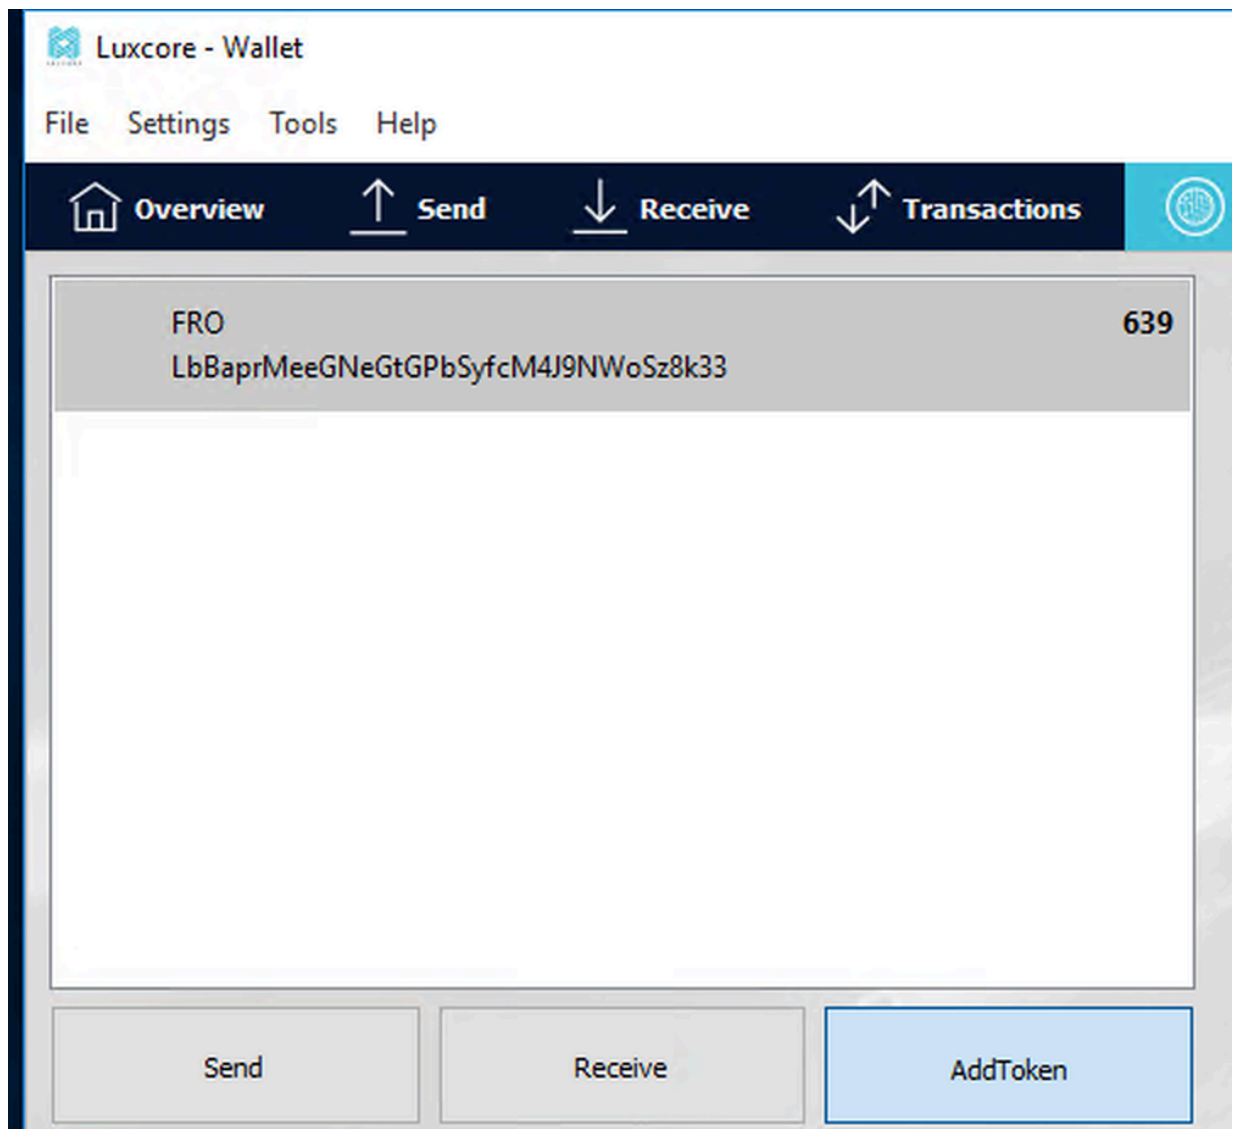 Luxcore - Wallet
File Settings Tools Help
Overview Send Receive Transactions
FRO 639
LbBaprMeeGNeGtGPbSyfcM4J9NWoSz8k33
Send Receive AddToken